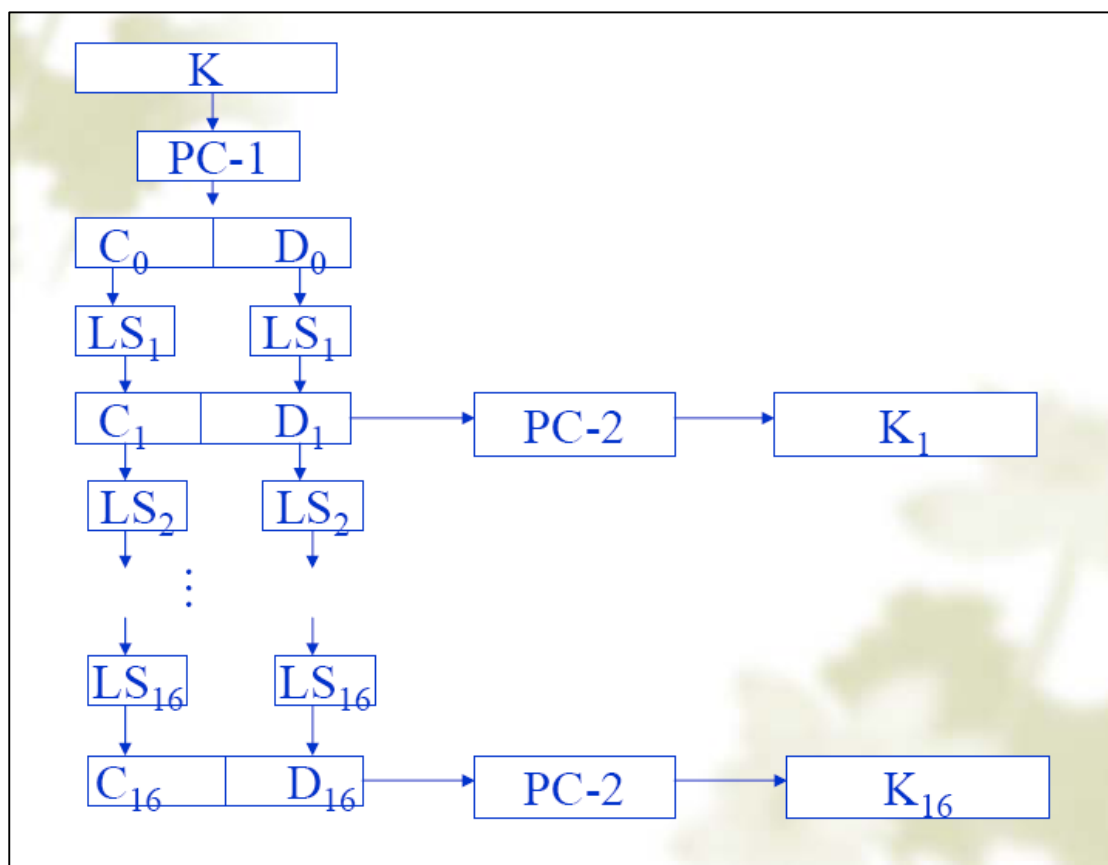 K
PC-1
C₀ D₀
LS₁ LS₁
C₁ D₁ PC-2 K₁
LS₂ LS₂
⋮
LS₁₆ LS₁₆
C₁₆ D₁₆ PC-2 K₁₆